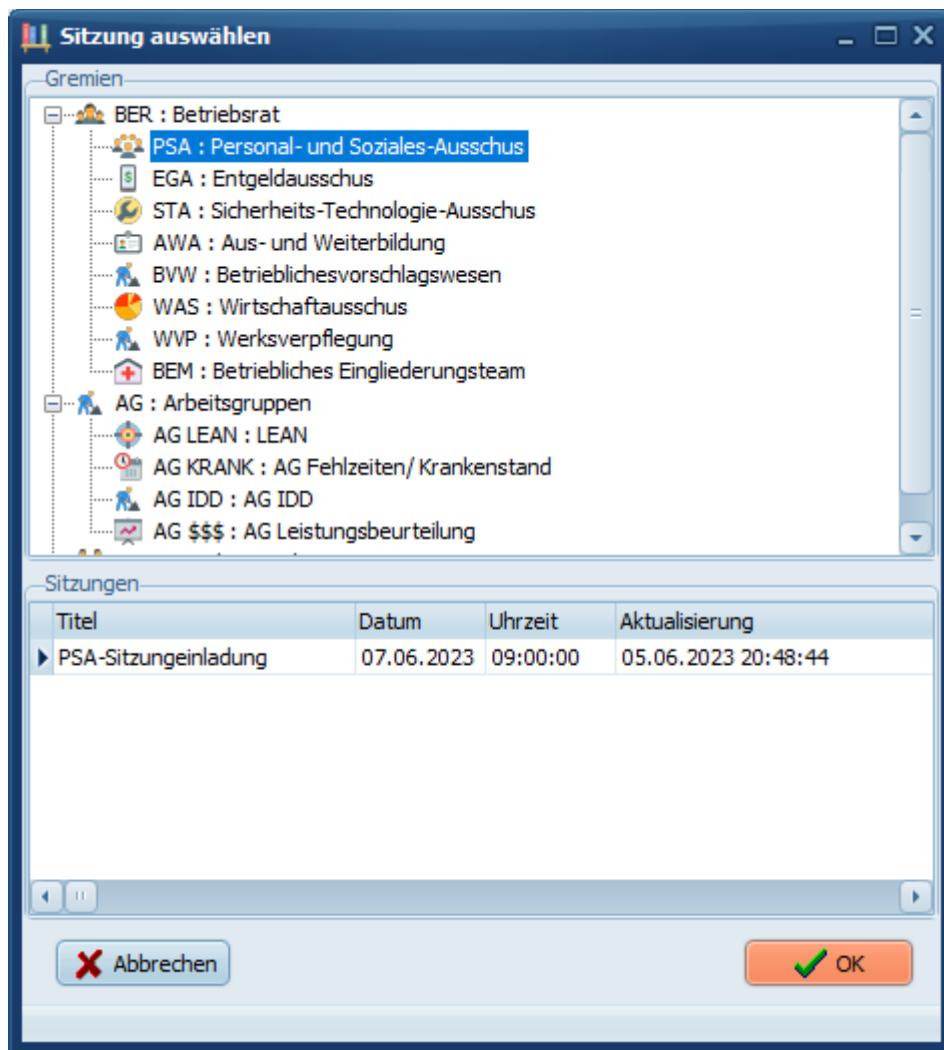 Sitzung auswählen
Gremien
BER : Betriebsrat
PSA : Personal- und Soziales-Ausschus
EGA : Entgeldausschus
STA : Sicherheits-Technologie-Ausschus
AWA : Aus- und Weiterbildung
BVW : Betrieblichesvorschlagswesen
WAS : Wirtschaftausschus
WVP : Werksverpflegung
BEM : Betriebliches Eingliederungsteam
AG : Arbeitsgruppen
AG LEAN : LEAN
AG KRANK : AG Fehlzeiten/ Krankenstand
AG IDD : AG IDD
AG $$$ : AG Leistungsbeurteilung
Sitzungen
Titel Datum Uhrzeit Aktualisierung
PSA-Sitzungeinladung 07.06.2023 09:00:00 05.06.2023 20:48:44
Abbrechen OK